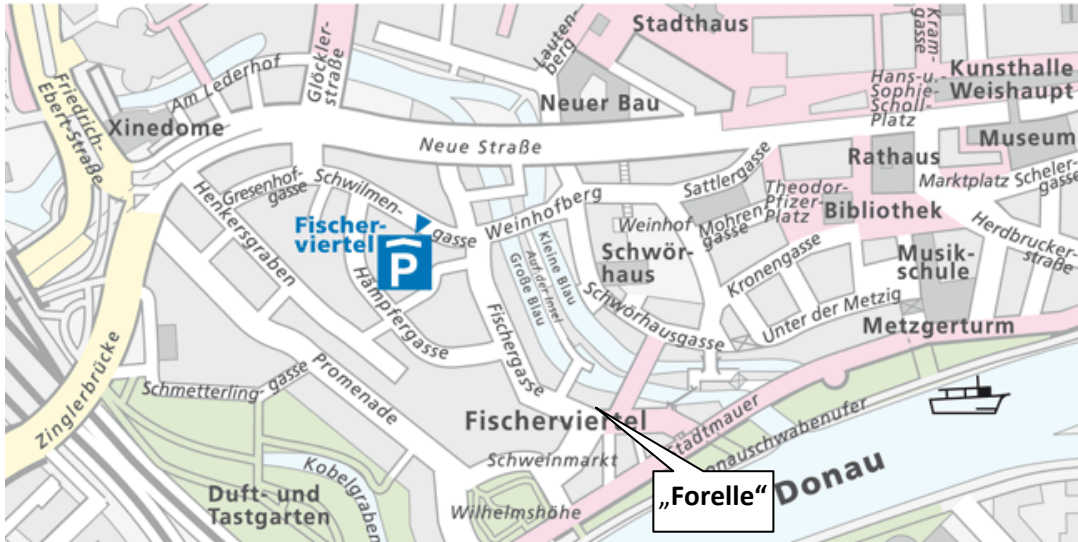 Stadthaus
Kram-
gasse
Lauten-
berg
Glöckler-
straße
Am Lederhof
Friedrich-
Ebert-Straße
Xinedome
Neuer Bau
Hans-u.-
Sophie-
Scholl-
Platz
Kunsthalle
Weishaupt
Museum
Neue Straße
Rathaus
Marktplatz
Scheler-
gasse
Sattlergasse
Theodor-
Pfizer-
Platz
Bibliothek
Gresenhof-
gasse
Schwilmen-
gasse
Henkersgraben
Weinhofberg
Weinhof
Mohren-
gasse
Herdbrucker-
straße
Fischer-
viertel
P
Hämpfergasse
Kleine Blau
Auf der Insel
Große Blau
Schwör-
haus
Kronengasse
Musik-
schule
Fischergasse
Schwörhausgasse
Unter der Metzig
Metzgerturm
Zinglerbrücke
Schmetterling-gasse
Promenade
Fischerviertel
Stadtmauer
onauschwabenufer
Schweinmarkt
Kobelgraben
Duft- und
Tastgarten
Wilhelmshöhe
„Forelle“
Donau